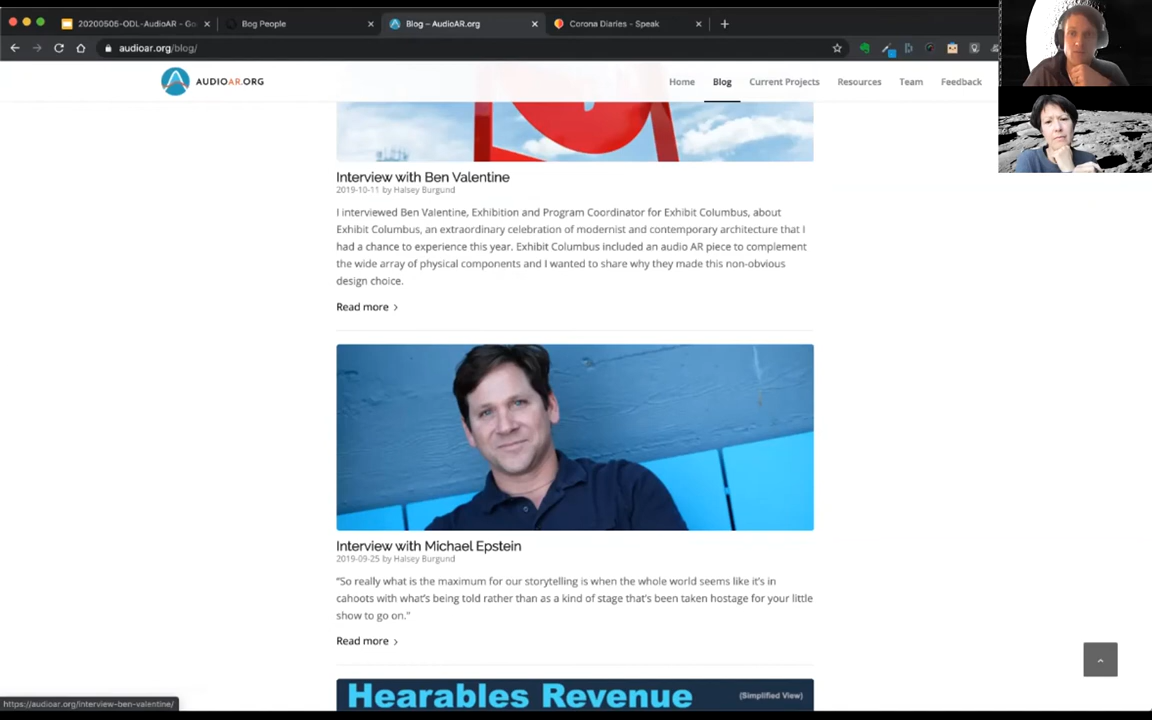 20200505-ODL-AudioAR - Go
Bog People
Blog – AudioAR.org
Corona Diaries - Speak
audioar.org/blog/
AUDIOAR.ORG
Home
Blog
Current Projects
Resources
Team
Feedback
Interview with Ben Valentine
2019-10-11 by Halsey Burgund
I interviewed Ben Valentine, Exhibition and Program Coordinator for Exhibit Columbus, about
Exhibit Columbus, an extraordinary celebration of modernist and contemporary architecture that I
had a chance to experience this year. Exhibit Columbus included an audio AR piece to complement
the wide array of physical components and I wanted to share why they made this non-obvious
design choice.
Read more
Interview with Michael Epstein
2019-09-25 by Halsey Burgund
“So really what is the maximum for our storytelling is when the whole world seems like it’s in
cahoots with what’s being told rather than as a kind of stage that’s been taken hostage for your little
show to go on.”
Read more
Hearables Revenue
(Simplified View)
https://audioar.org/interview-ben-valentine/